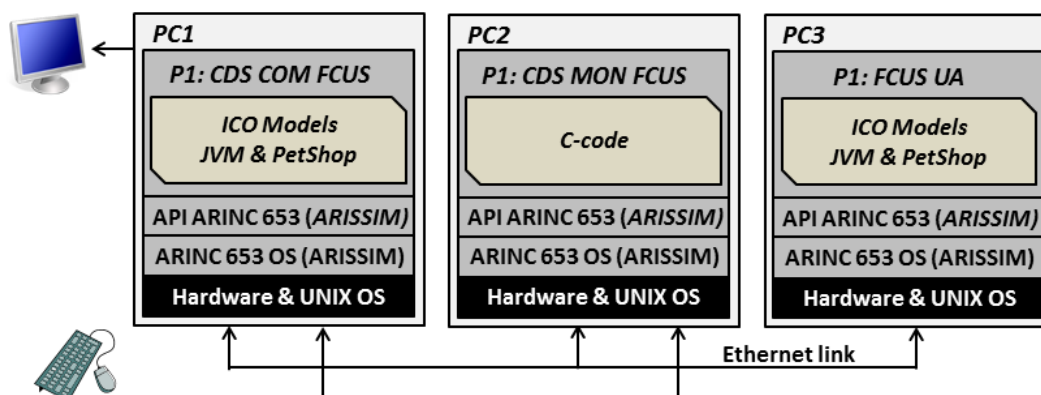 PC1
P1: CDS COM FCUS
ICO Models
JVM & PetShop
API ARINC 653 (ARISSIM)
ARINC 653 OS (ARISSIM)
Hardware & UNIX OS
PC2
P1: CDS MON FCUS
C-code
API ARINC 653 (ARISSIM)
ARINC 653 OS (ARISSIM)
Hardware & UNIX OS
PC3
P1: FCUS UA
ICO Models
JVM & PetShop
API ARINC 653 (ARISSIM)
ARINC 653 OS (ARISSIM)
Hardware & UNIX OS
Ethernet link